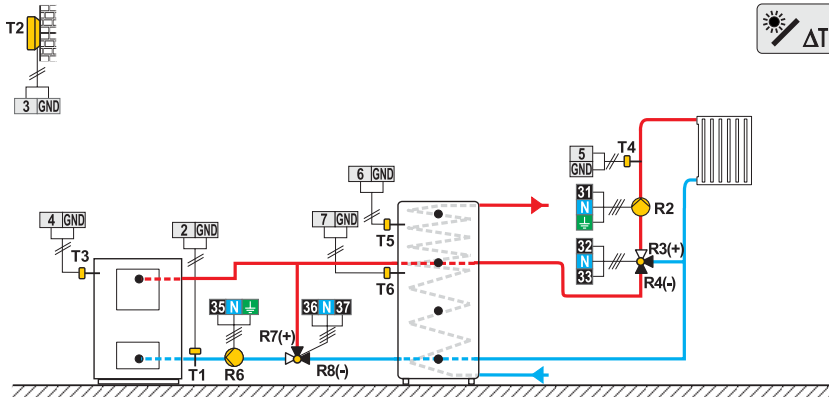 T2
ΔT
3 GND
5
GND
T4
6 GND
31
N
R2
4 GND
2 GND
7 GND
T5
32
N
33
R3(+)
T3
T6
R4(-)
35 N
36 N 37
R7(+)
T1
R6
R8(-)